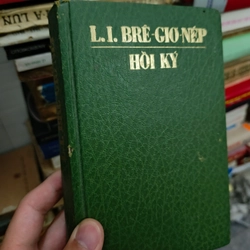 L. I. BRÊ-GIO-NÉP
HỒI KÝ